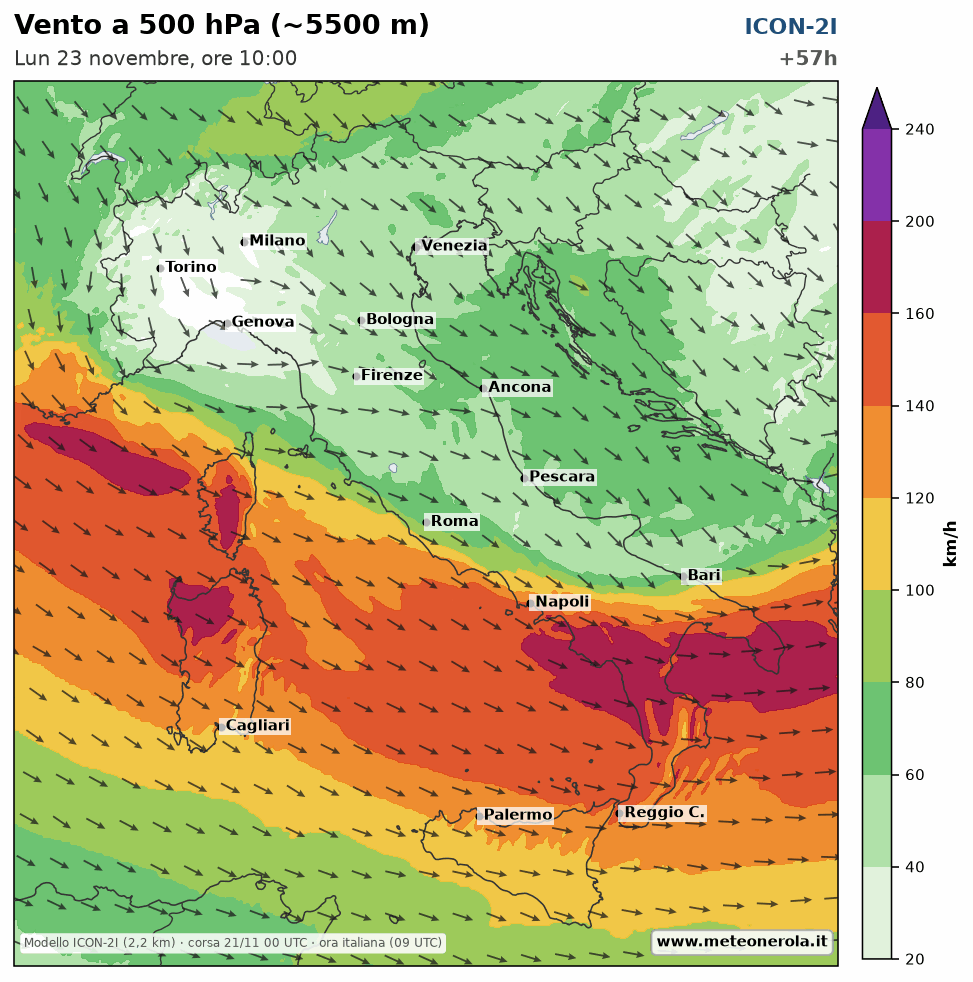 Vento a 500 hPa (~5500 m)
ICON-2I
Lun 23 novembre, ore 10:00
+57h
Milano
Venezia
Torino
Genova
Bologna
Firenze
Ancona
Pescara
Roma
Bari
Napoli
Cagliari
Palermo
Reggio C.
Modello ICON-2I (2,2 km) · corsa 21/11 00 UTC · ora italiana (09 UTC)
www.meteonerola.it
240
200
160
140
120
100
80
60
40
20
km/h